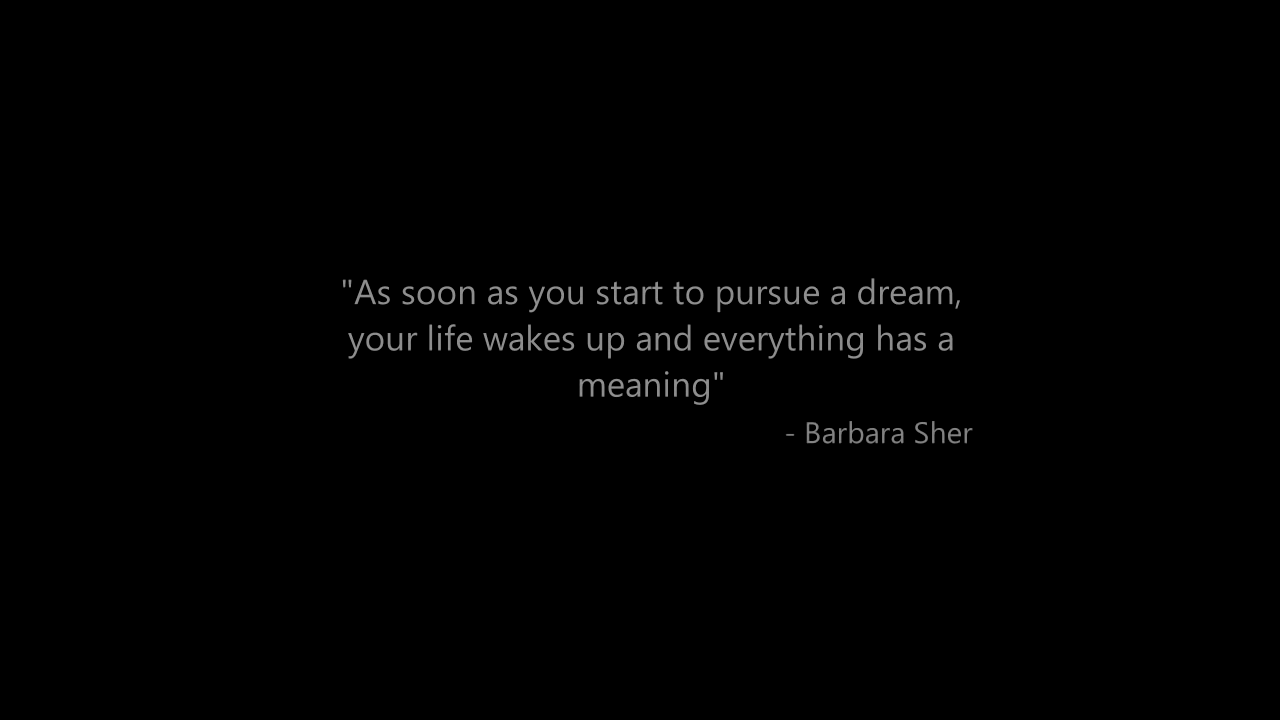 "As soon as you start to pursue a dream,
your life wakes up and everything has a
meaning"
- Barbara Sher